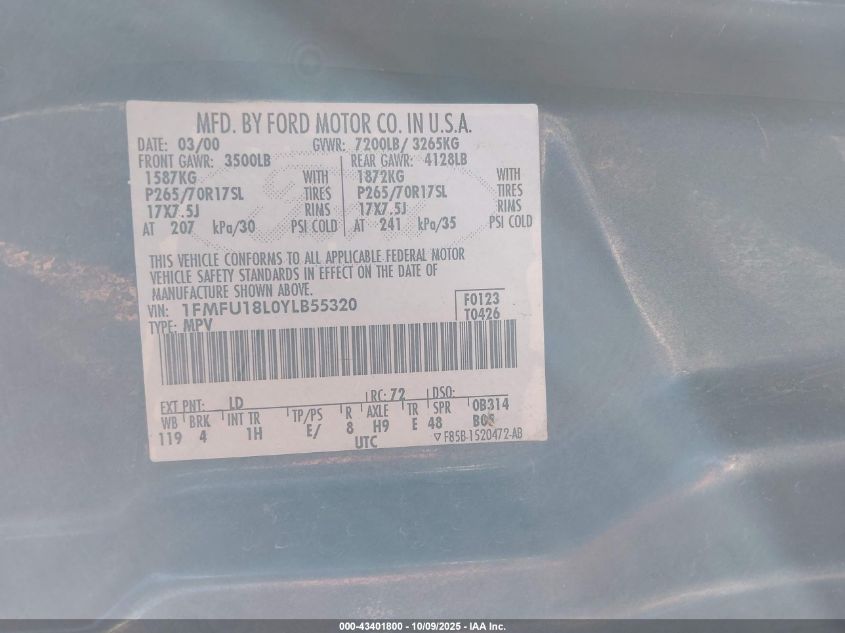 MFD. BY FORD MOTOR CO. IN U.S.A.
DATE: 03/00 GVWR: 7200LB/ 3265KG
FRONT GAWR: 3500LB REAR GAWR: 4128LB
1587KG WITH 1872KG WITH
P265/70R17SL TIRES P265/70R17SL TIRES
17X7.5J RIMS 17X7.5J RIMS
AT 207 kPa/30 PSI COLD AT 241 kPa/35 PSI COLD
THIS VEHICLE CONFORMS TO ALL APPLICABLE FEDERAL MOTOR
VEHICLE SAFETY STANDARDS IN EFFECT ON THE DATE OF
MANUFACTURE SHOWN ABOVE.
VIN: 1FMFU18L0YLB55320 F0123
TYPE: MPV T0426
EXT PNT: LD RC: 72 DSO:
WB BRK INT TR TP/PS R AXLE TR SPR 0B314
119 4 1H E/ 8 H9 E 48 B05
UTC F85B-1520472-AB
000-43401800 - 10/09/2025 - IAA Inc.